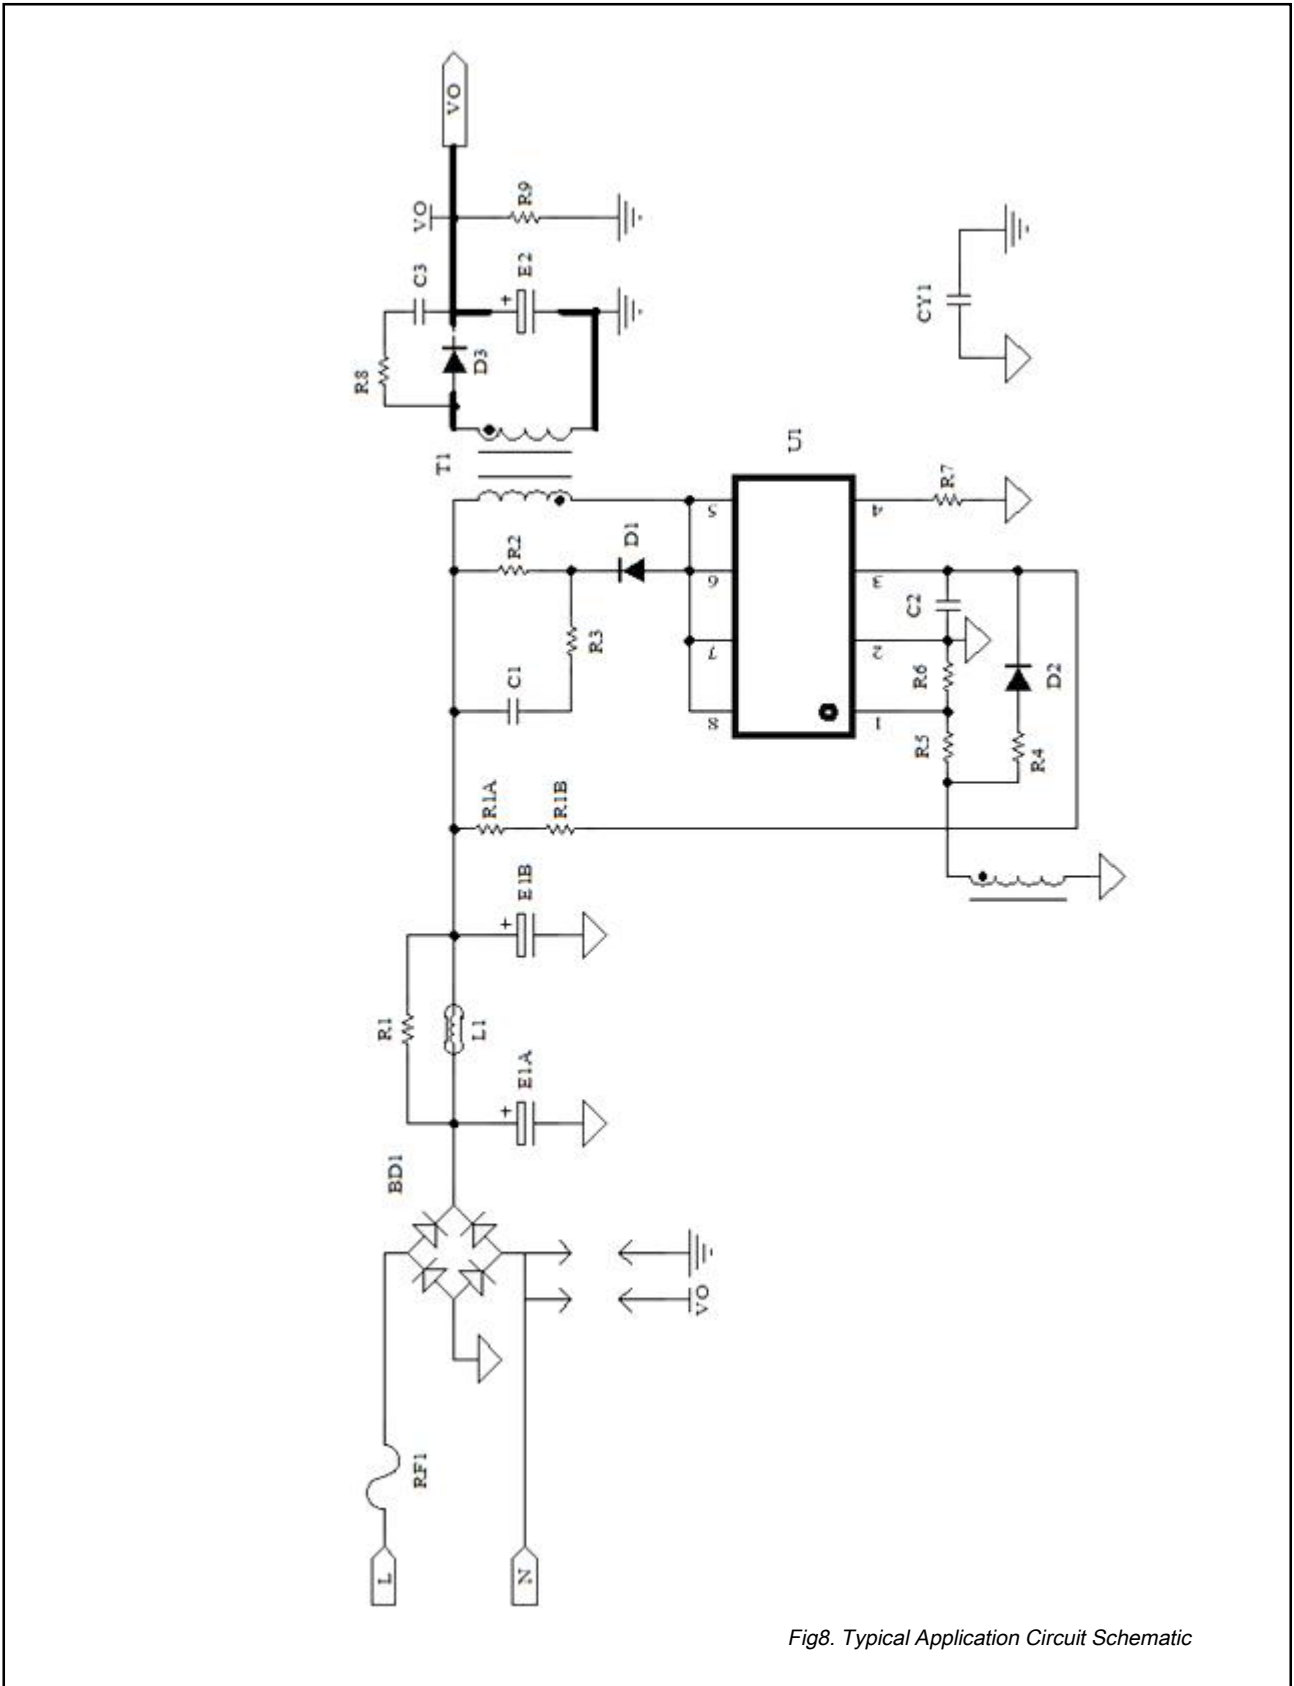 L
N
RF1
BD1
VO
R1
L1
E1A
+
E1B
+
R1A
R1B
C1
R3
R2
D1
T1
R8
C3
D3
VO
E2
+
R9
VO
U1
8
7
6
5
1
2
3
4
R5
R6
C2
R7
R4
D2
CY1
Fig8. Typical Application Circuit Schematic